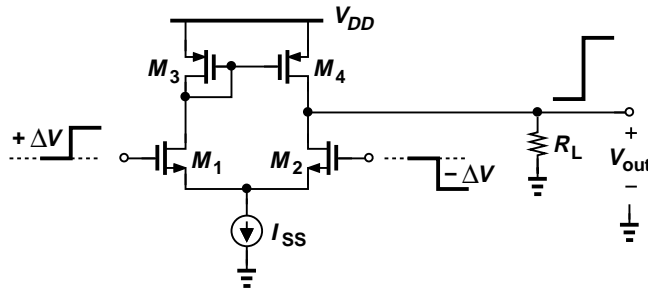 V_DD
M_3
M_4
+ ΔV
M_1
M_2
− ΔV
R_L
+
V_out
−
I_SS